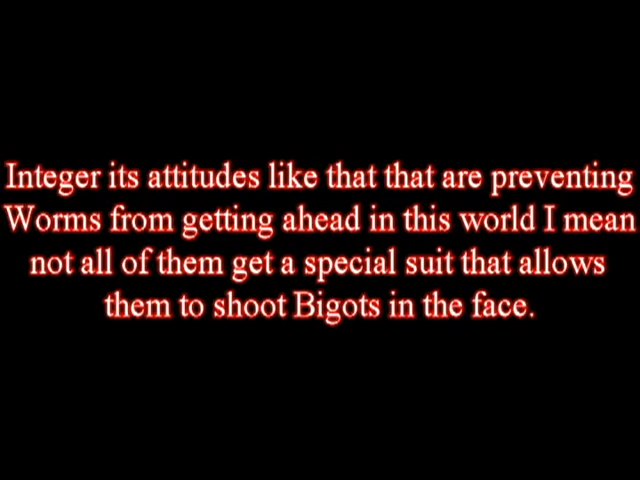 Integer its attitudes like that that are preventing
Worms from getting ahead in this world I mean
not all of them get a special suit that allows
them to shoot Bigots in the face.